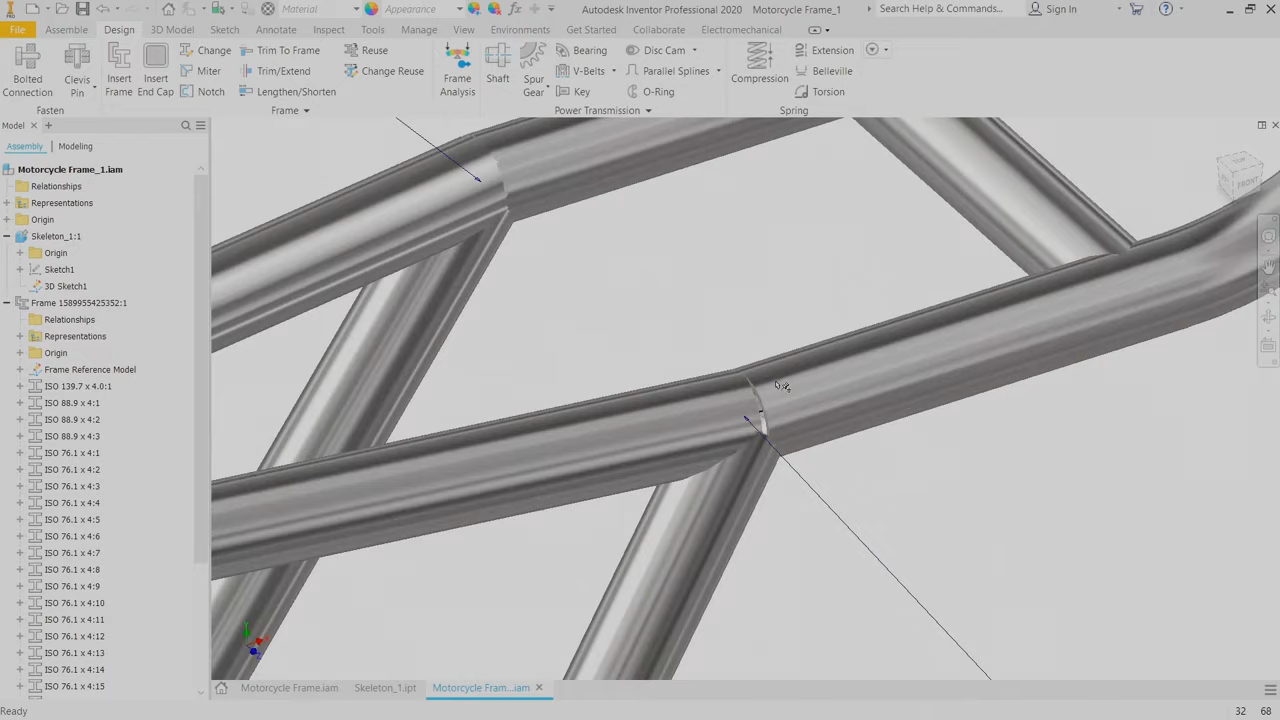 Material
Appearance
Autodesk Inventor Professional 2020 Motorcycle Frame_1
Search Help & Commands...
Sign In
File Assembly Design 3D Model Sketch Annotate Inspect Tools Manage View Environments Get Started Collaborate Electromechanical
Bolted Connection
Clevis Pin
Insert Frame
Insert End Cap
Change
Miter
Notch
Trim To Frame
Trim/Extend
Lengthen/Shorten
Reuse
Change Reuse
Frame Analysis
Shaft
Spur Gear
Bearing
V-Belts
Key
Disc Cam
Parallel Splines
O-Ring
Compression
Extension
Belleville
Torsion
Fasten
Frame
Power Transmission
Spring
Model
Assembly Modeling
Motorcycle Frame_1.iam
Relationships
Representations
Origin
Skeleton_1:1
Origin
Sketch1
3D Sketch1
Frame 1589955425352:1
Relationships
Representations
Origin
Frame Reference Model
ISO 139.7 x 4.0:1
ISO 88.9 x 4:1
ISO 88.9 x 4:2
ISO 88.9 x 4:3
ISO 76.1 x 4:1
ISO 76.1 x 4:2
ISO 76.1 x 4:3
ISO 76.1 x 4:4
ISO 76.1 x 4:5
ISO 76.1 x 4:6
ISO 76.1 x 4:7
ISO 76.1 x 4:8
ISO 76.1 x 4:9
ISO 76.1 x 4:10
ISO 76.1 x 4:11
ISO 76.1 x 4:12
ISO 76.1 x 4:13
ISO 76.1 x 4:14
ISO 76.1 x 4:15
TOP
FRONT
Motorcycle Frame.iam
Skeleton_1.ipt
Motorcycle Fram...iam
Ready
32 68